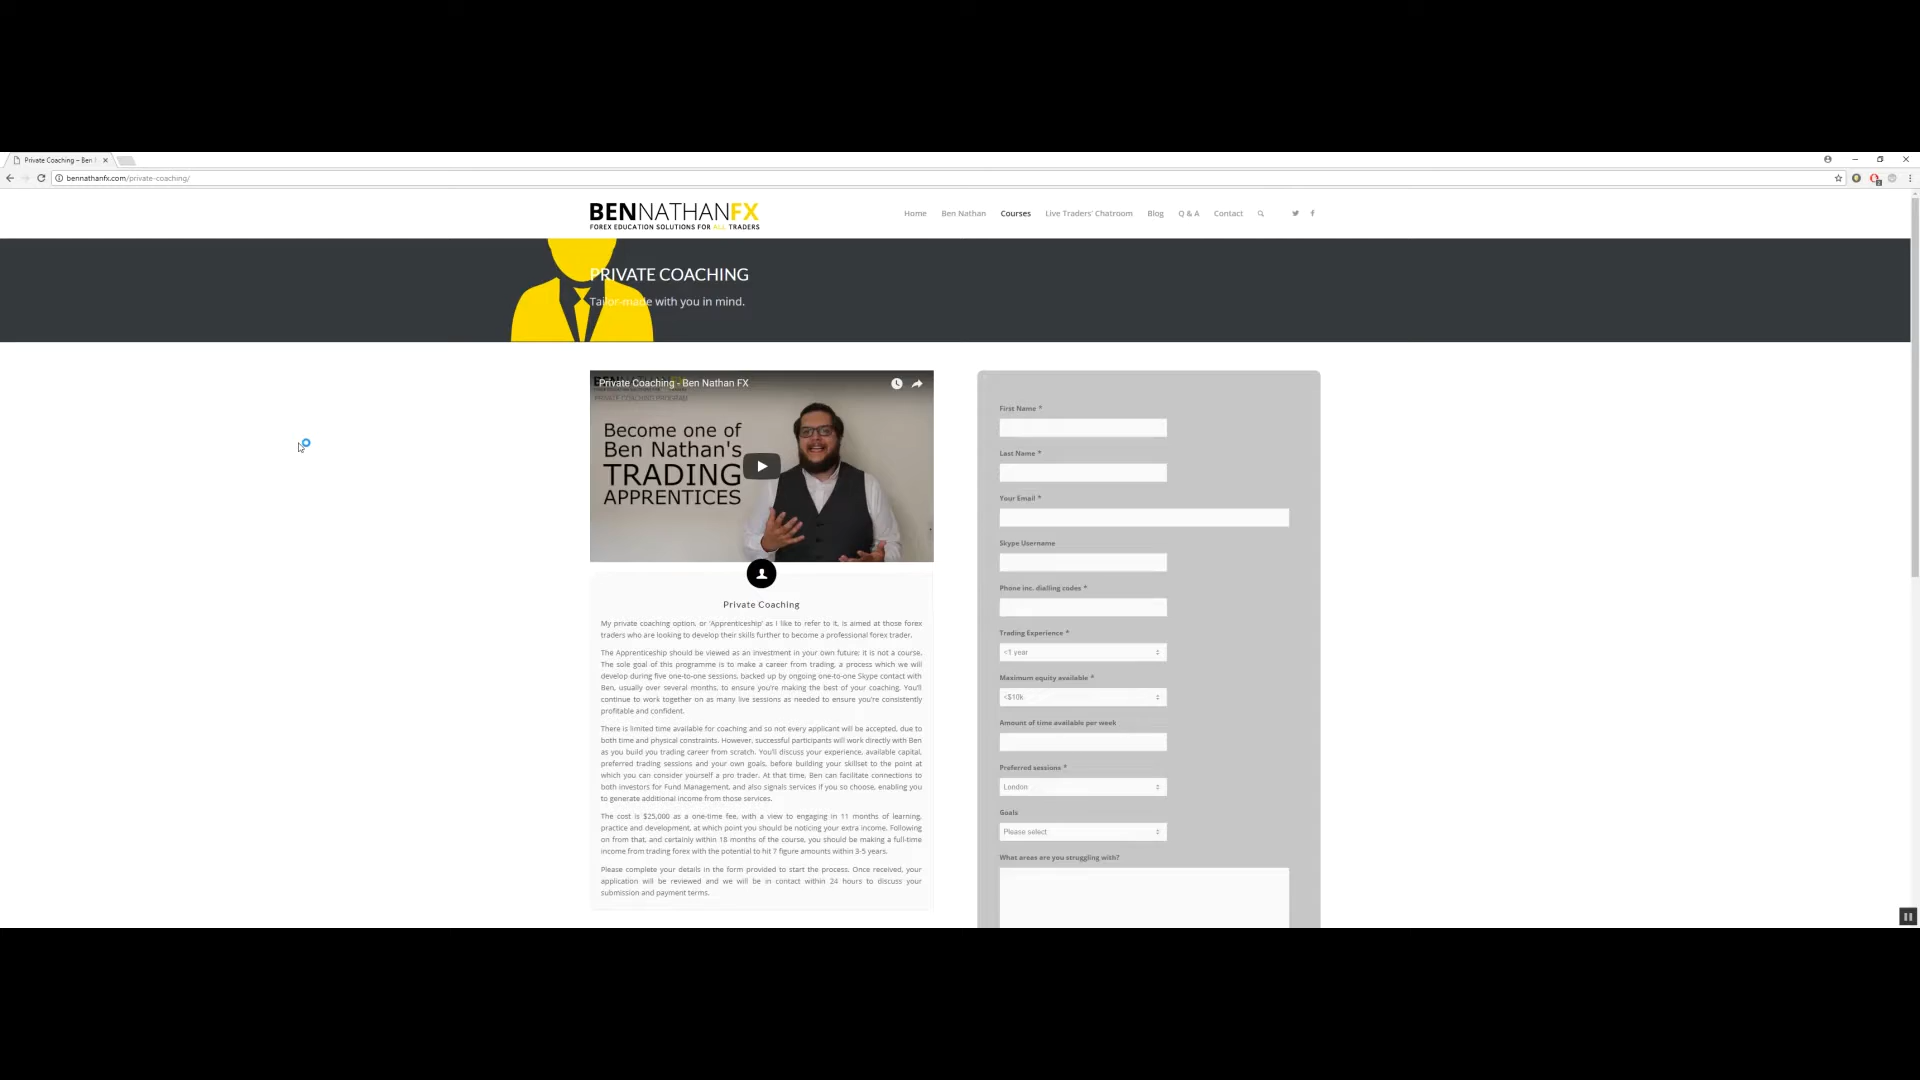 Private Coaching – Ben
bennathanfx.com/private-coaching/
BENNATHANFX
FOREX EDUCATION SOLUTIONS FOR ALL TRADERS
Home Ben Nathan Courses Live Traders' Chatroom Blog Q & A Contact
PRIVATE COACHING
Tailor-made with you in mind.
Private Coaching - Ben Nathan FX
Become one of
Ben Nathan's
TRADING
APPRENTICES
Private Coaching
My private coaching option, or 'Apprenticeship' as I like to refer to it, is aimed at those forex
traders who are looking to develop their skills further to become a professional forex trader.
The Apprenticeship should be viewed as an investment in your own future; it is not a course.
The sole goal of this programme is to make a career from trading, a process which we will
develop during five one-to-one sessions, backed up by ongoing one-to-one Skype contact with
Ben, usually over several months, to ensure you're making the best of your coaching. You'll
continue to work together on as many live sessions as needed to ensure you're consistently
profitable and confident.
There is limited time available for coaching and so not every applicant will be accepted, due to
both time and physical constraints. However, successful participants will work directly with Ben
as you build you trading career from scratch. You'll discuss your experience, available capital,
preferred trading sessions and your own goals, before building your skillset to the point at
which you can consider yourself a pro trader. At that time, Ben can facilitate connections to
both investors for Fund Management, and also signals services if you so choose, enabling you
to generate additional income from those services.
The cost is $25,000 as a one-time fee, with a view to engaging in 11 months of learning,
practice and development, at which point you should be noticing your extra income. Following
on from that, and certainly within 18 months of the course, you should be making a full-time
income from trading forex with the potential to hit 7 figure amounts within 3-5 years.
Please complete your details in the form provided to start the process. Once received, your
application will be reviewed and we will be in contact within 24 hours to discuss your
submission and payment terms.
First Name *
Last Name *
Your Email *
Skype Username
Phone inc. dialling codes *
Trading Experience *
<1 year
Maximum equity available *
<$10k
Amount of time available per week
Preferred sessions *
London
Goals
Please select
What areas are you struggling with?